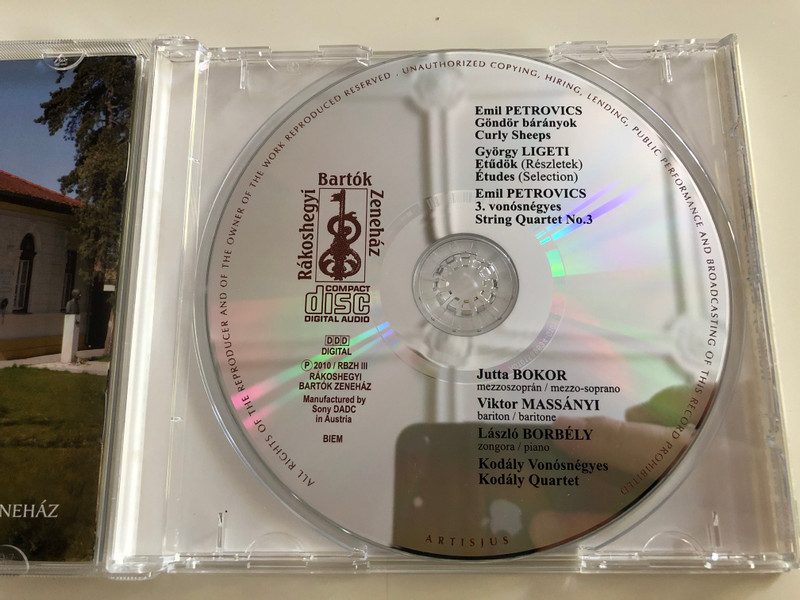 ALL RIGHTS OF THE REPRODUCER AND OF THE OWNER OF THE WORK REPRODUCED RESERVED . UNAUTHORIZED COPYING, HIRING, LENDING, PUBLIC PERFORMANCE AND BROADCASTING OF THIS RECORD PROHIBITED
Emil PETROVICS
Göndör bárányok
Curly Sheeps
György LIGETI
Etűdök (Részletek)
Études (Selection)
Emil PETROVICS
3. vonósnégyes
String Quartet No.3
Rákoshegyi
Bartók
Zeneház
COMPACT
disc
DIGITAL AUDIO
DDD
DIGITAL
Ⓟ 2010 / RBZH III
RÁKOSHEGYI
BARTÓK ZENEHÁZ
Manufactured by
Sony DADC
in Austria
BIEM
Jutta BOKOR
mezzoszoprán / mezzo-soprano
Viktor MASSÁNYI
bariton / baritone
László BORBÉLY
zongora / piano
Kodály Vonósnégyes
Kodály Quartet
ARTISJUS
NEHÁZ